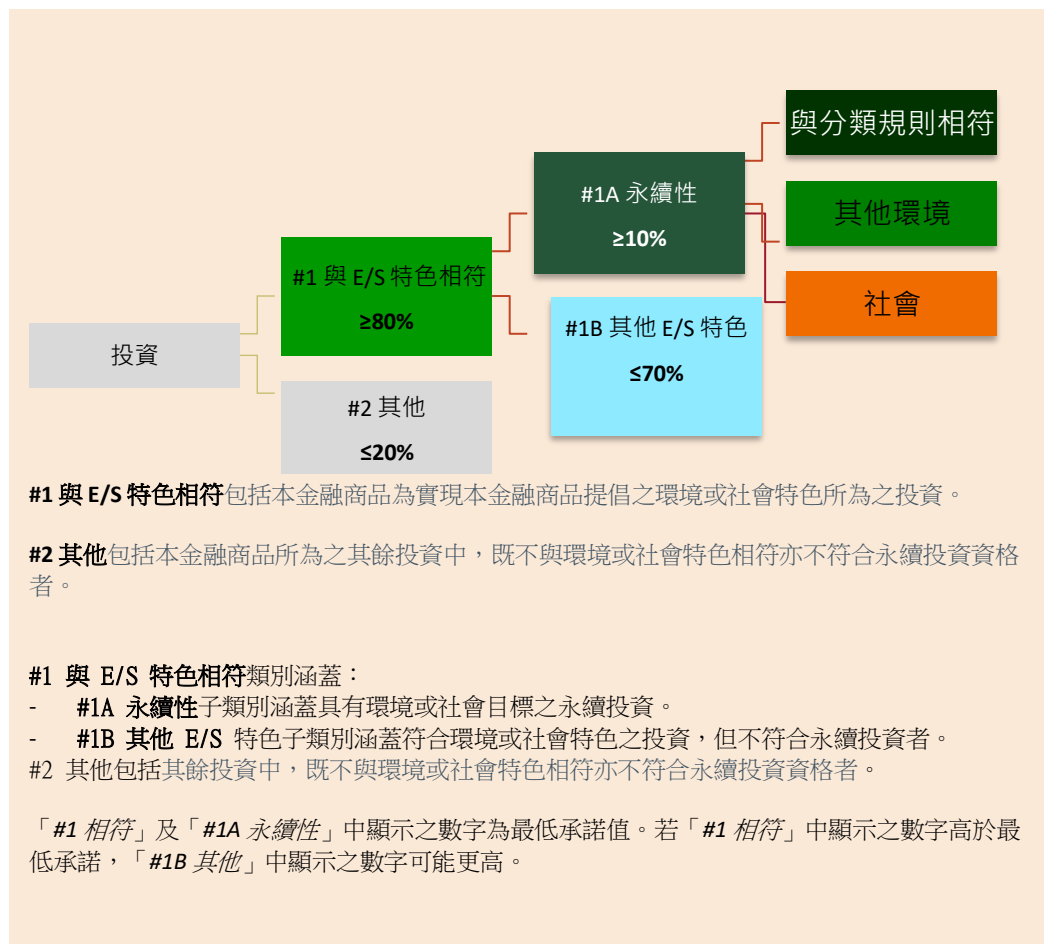 與分類規則相符
#1A 永續性
≥10%
其他環境
#1 與 E/S 特色相符
≥80%
社會
#1B 其他 E/S 特色
≤70%
投資
#2 其他
≤20%
#1 與 E/S 特色相符包括本金融商品為實現本金融商品提倡之環境或社會特色所為之投資。
#2 其他包括本金融商品所為之其餘投資中，既不與環境或社會特色相符亦不符合永續投資資格
者。
#1 與 E/S 特色相符類別涵蓋：
- #1A 永續性子類別涵蓋具有環境或社會目標之永續投資。
- #1B 其他 E/S 特色子類別涵蓋符合環境或社會特色之投資，但不符合永續投資者。
#2 其他包括其餘投資中，既不與環境或社會特色相符亦不符合永續投資資格者。
「#1 相符」及「#1A 永續性」中顯示之數字為最低承諾值。若「#1 相符」中顯示之數字高於最
低承諾，「#1B 其他」中顯示之數字可能更高。